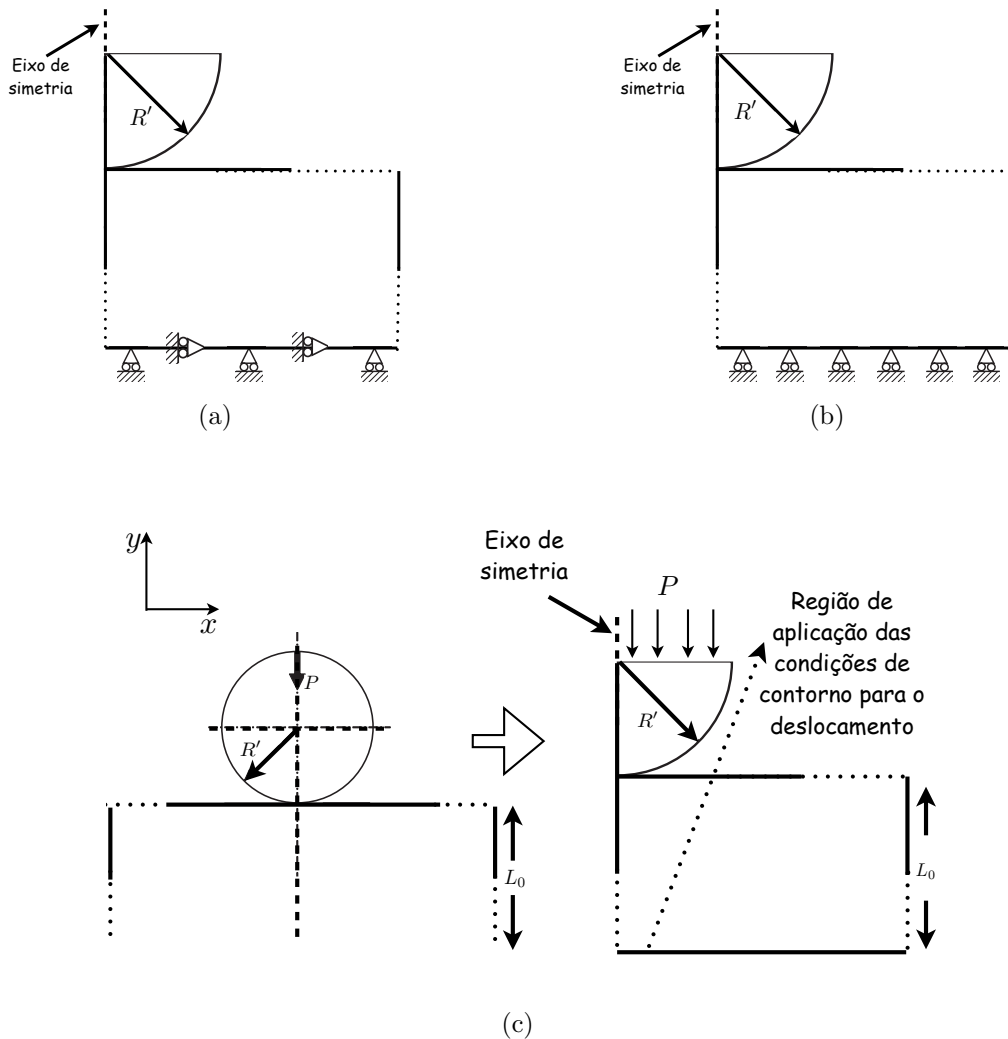 Eixo de
simetria
R′
(a)
Eixo de
simetria
R′
(b)
y
x
P
R′
L₀
Eixo de
simetria
P
R′
Região de
aplicação das
condições de
contorno para o
deslocamento
L₀
(c)